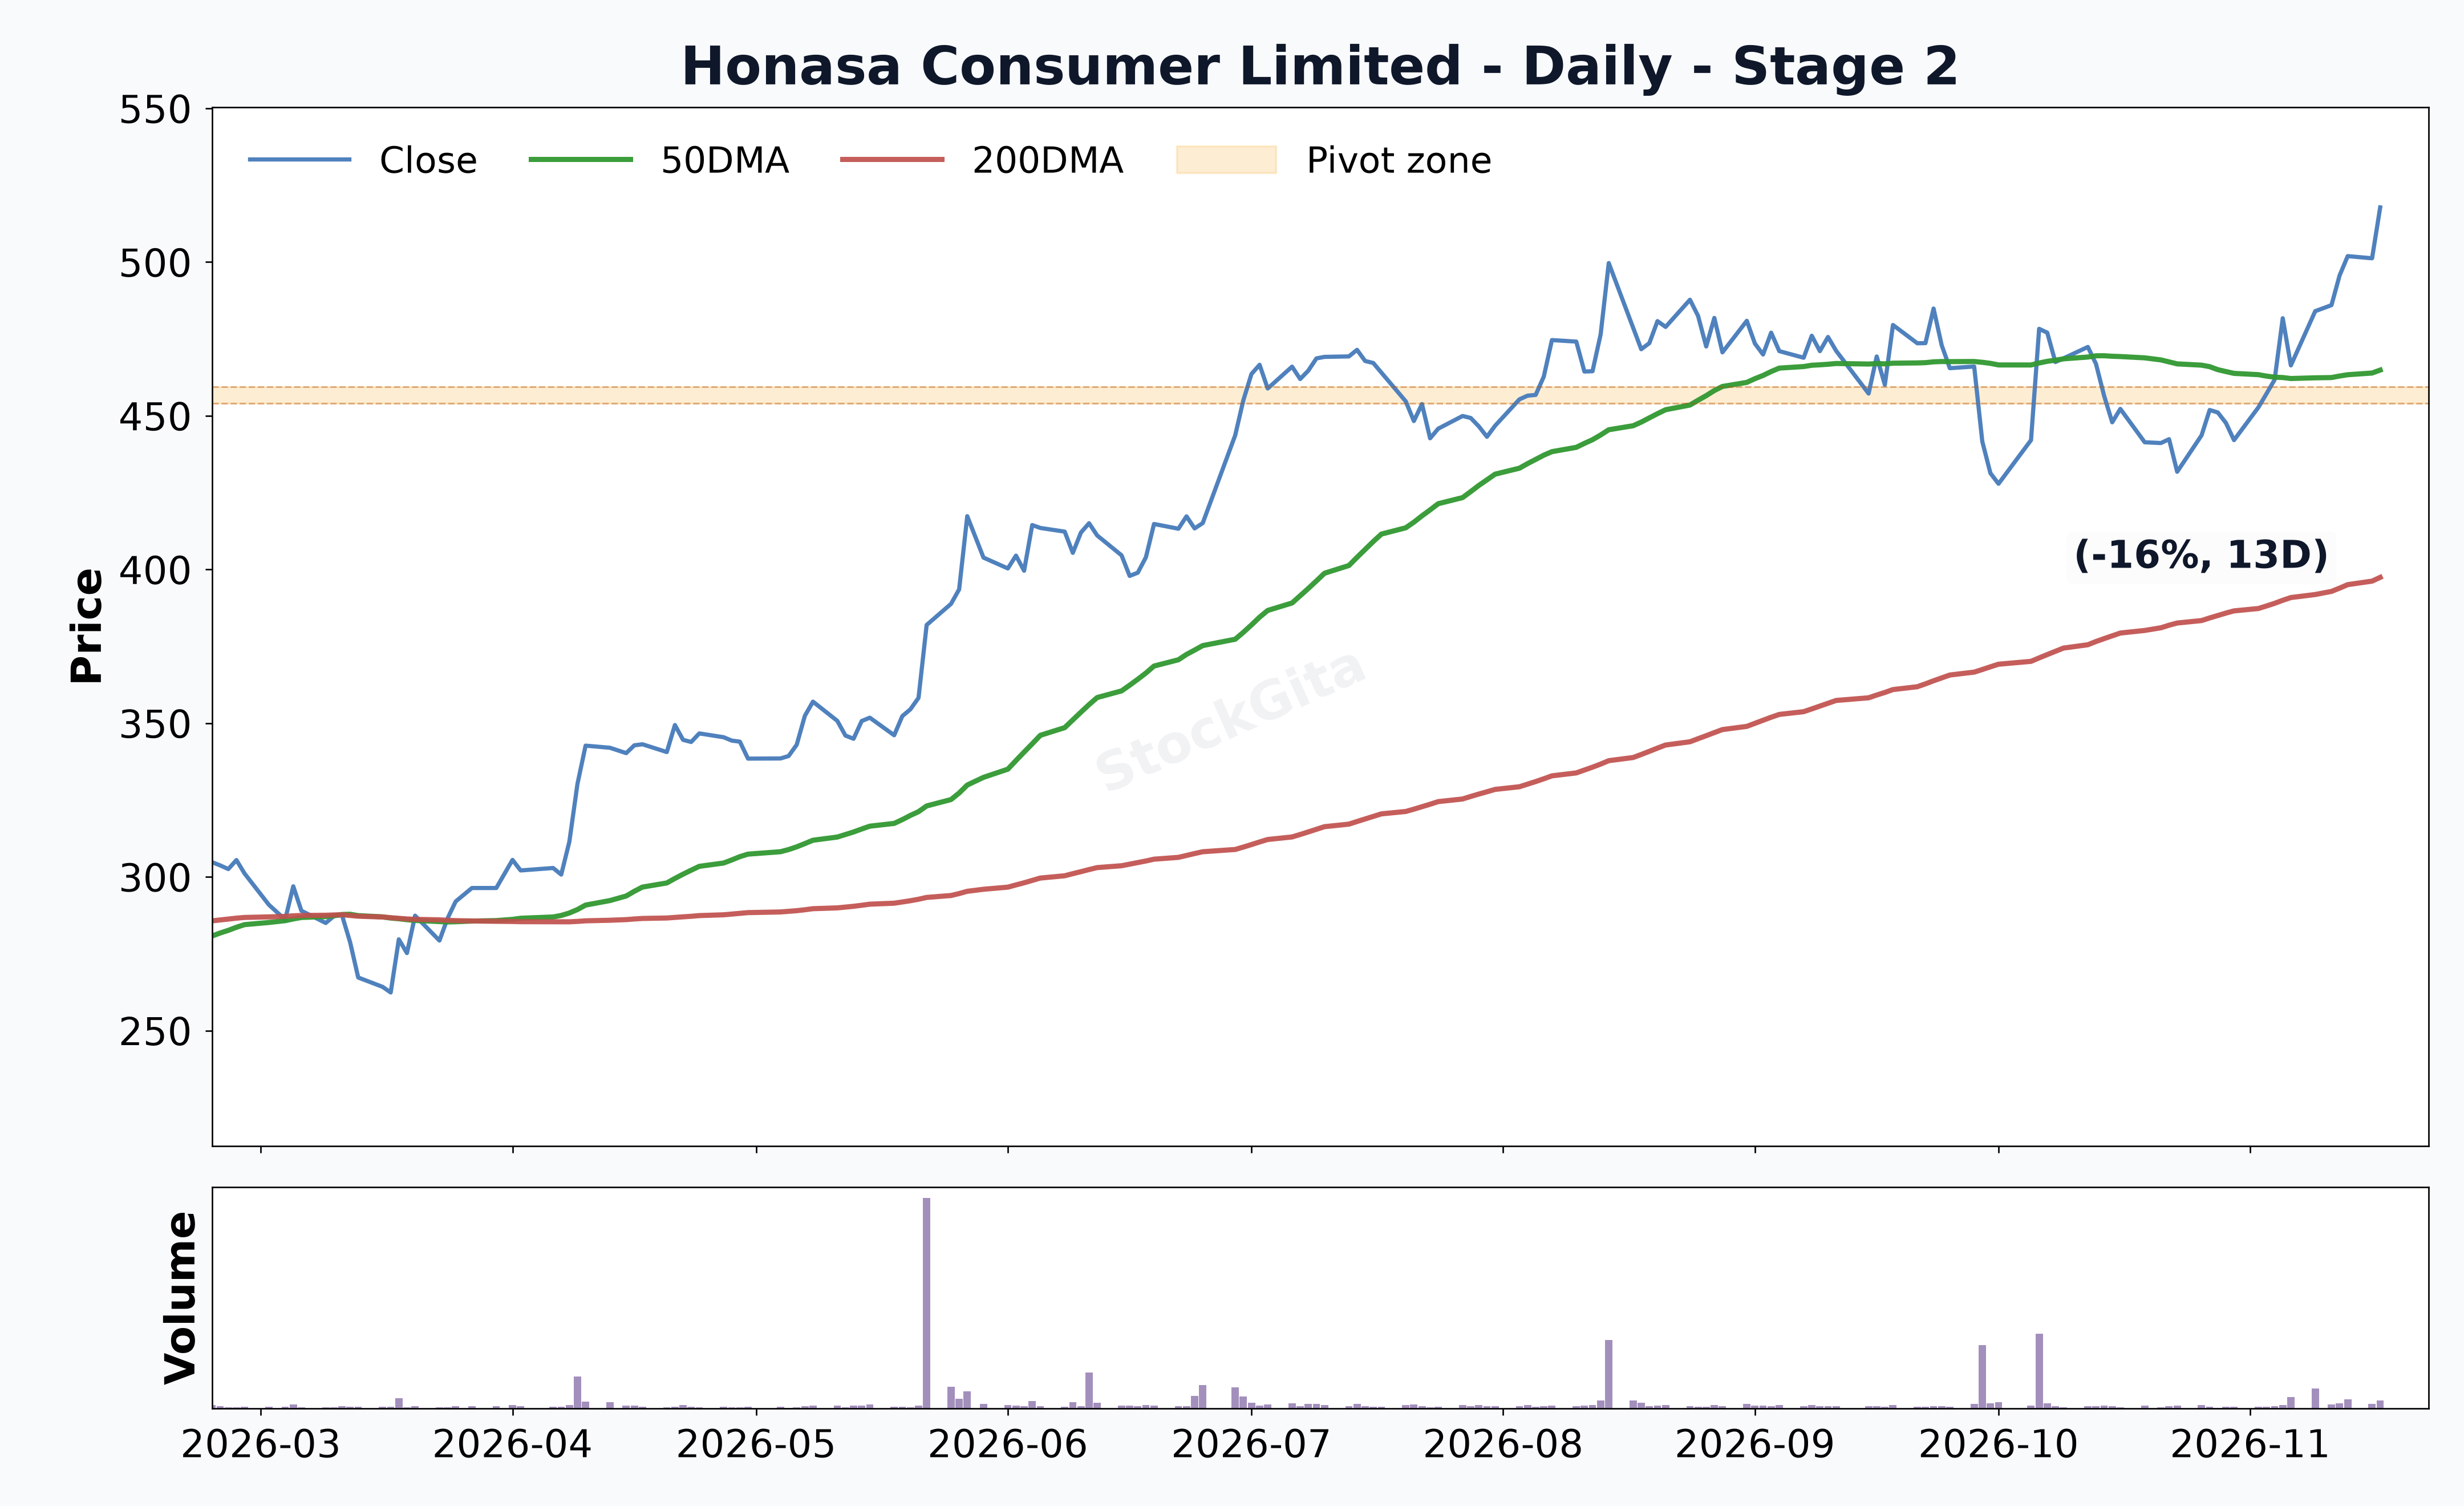 Honasa Consumer Limited - Daily - Stage 2
Close 50DMA 200DMA Pivot zone
Price
550
500
450
400
350
300
250
(-16%, 13D)
StockGita
Volume
2026-03 2026-04 2026-05 2026-06 2026-07 2026-08 2026-09 2026-10 2026-11